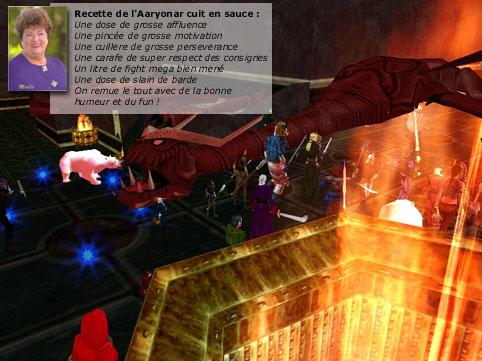 Recette de l'Aaryonar cuit en sauce :
Une dose de grosse affluence
Une pincée de grosse motivation
Une cuillere de grosse perseverance
Une carafe de super respect des consignes
Un litre de fight mega bien mené
Une dose de slain de barde
On remue le tout avec de la bonne
humeur et du fun !
Maïté